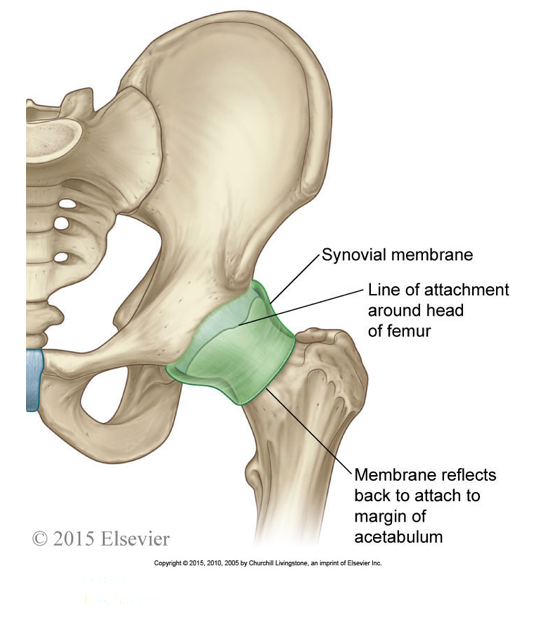 Synovial membrane
Line of attachment
around head
of femur
Membrane reflects
back to attach to
margin of
acetabulum
© 2015 Elsevier
Copyright © 2015, 2010, 2005 by Churchill Livingstone, an imprint of Elsevier Inc.